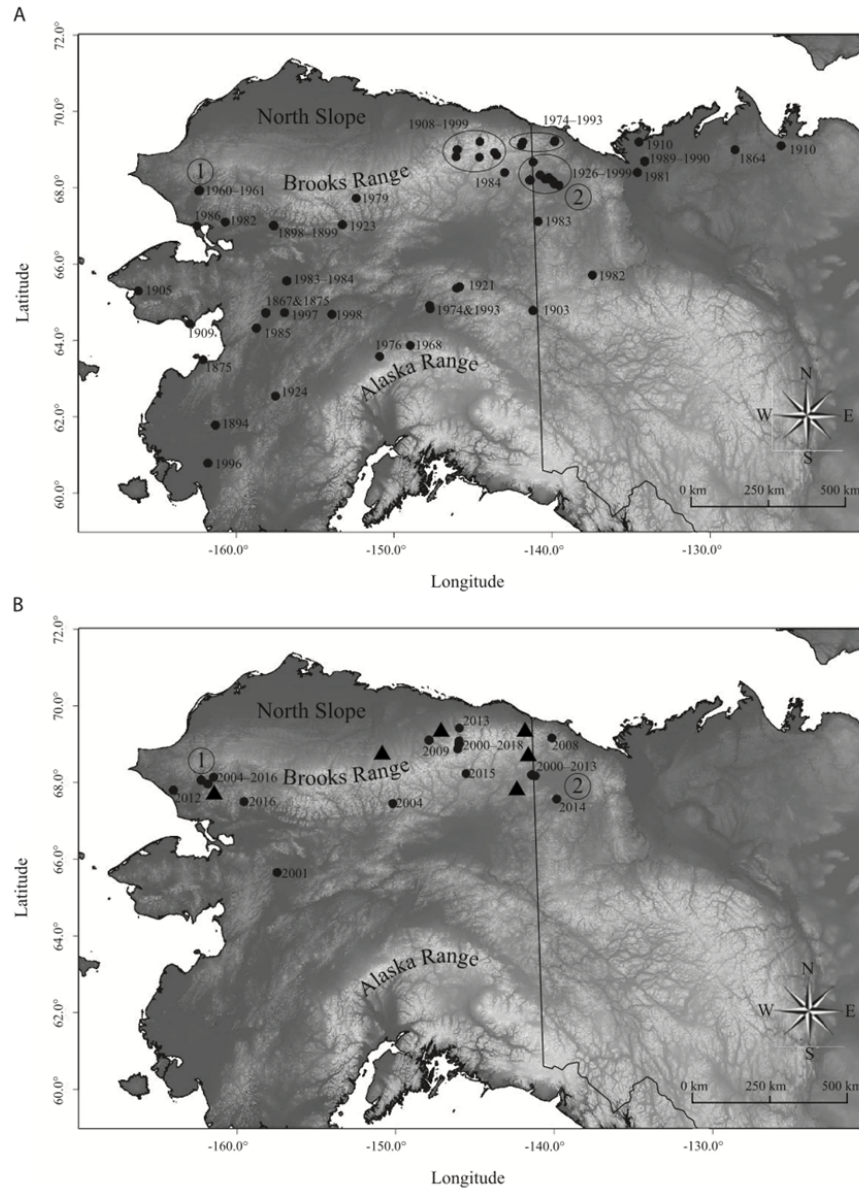 A
72.0°
70.0°
68.0°
66.0°
64.0°
62.0°
60.0°
Latitude
North Slope
1908–1999
1974–1993
1910
1989–1990
1864
1910
1981
1
1960–1961
Brooks Range
1984
1926–1999
2
1979
1986
1982
1898–1899
1923
1983
1983–1984
1921
1982
1905
1867&1875
1997
1998
1974&1993
1903
1909
1985
1875
1976
1968
Alaska Range
1924
1894
1996
N
W
E
S
0 km
250 km
500 km
-160.0°
-150.0°
-140.0°
-130.0°
Longitude
B
72.0°
70.0°
68.0°
66.0°
64.0°
62.0°
60.0°
Latitude
North Slope
2013
2009
2000–2018
2008
1
2004–2016
Brooks Range
2015
2000–2013
2
2012
2016
2004
2014
2001
Alaska Range
N
W
E
S
0 km
250 km
500 km
-160.0°
-150.0°
-140.0°
-130.0°
Longitude